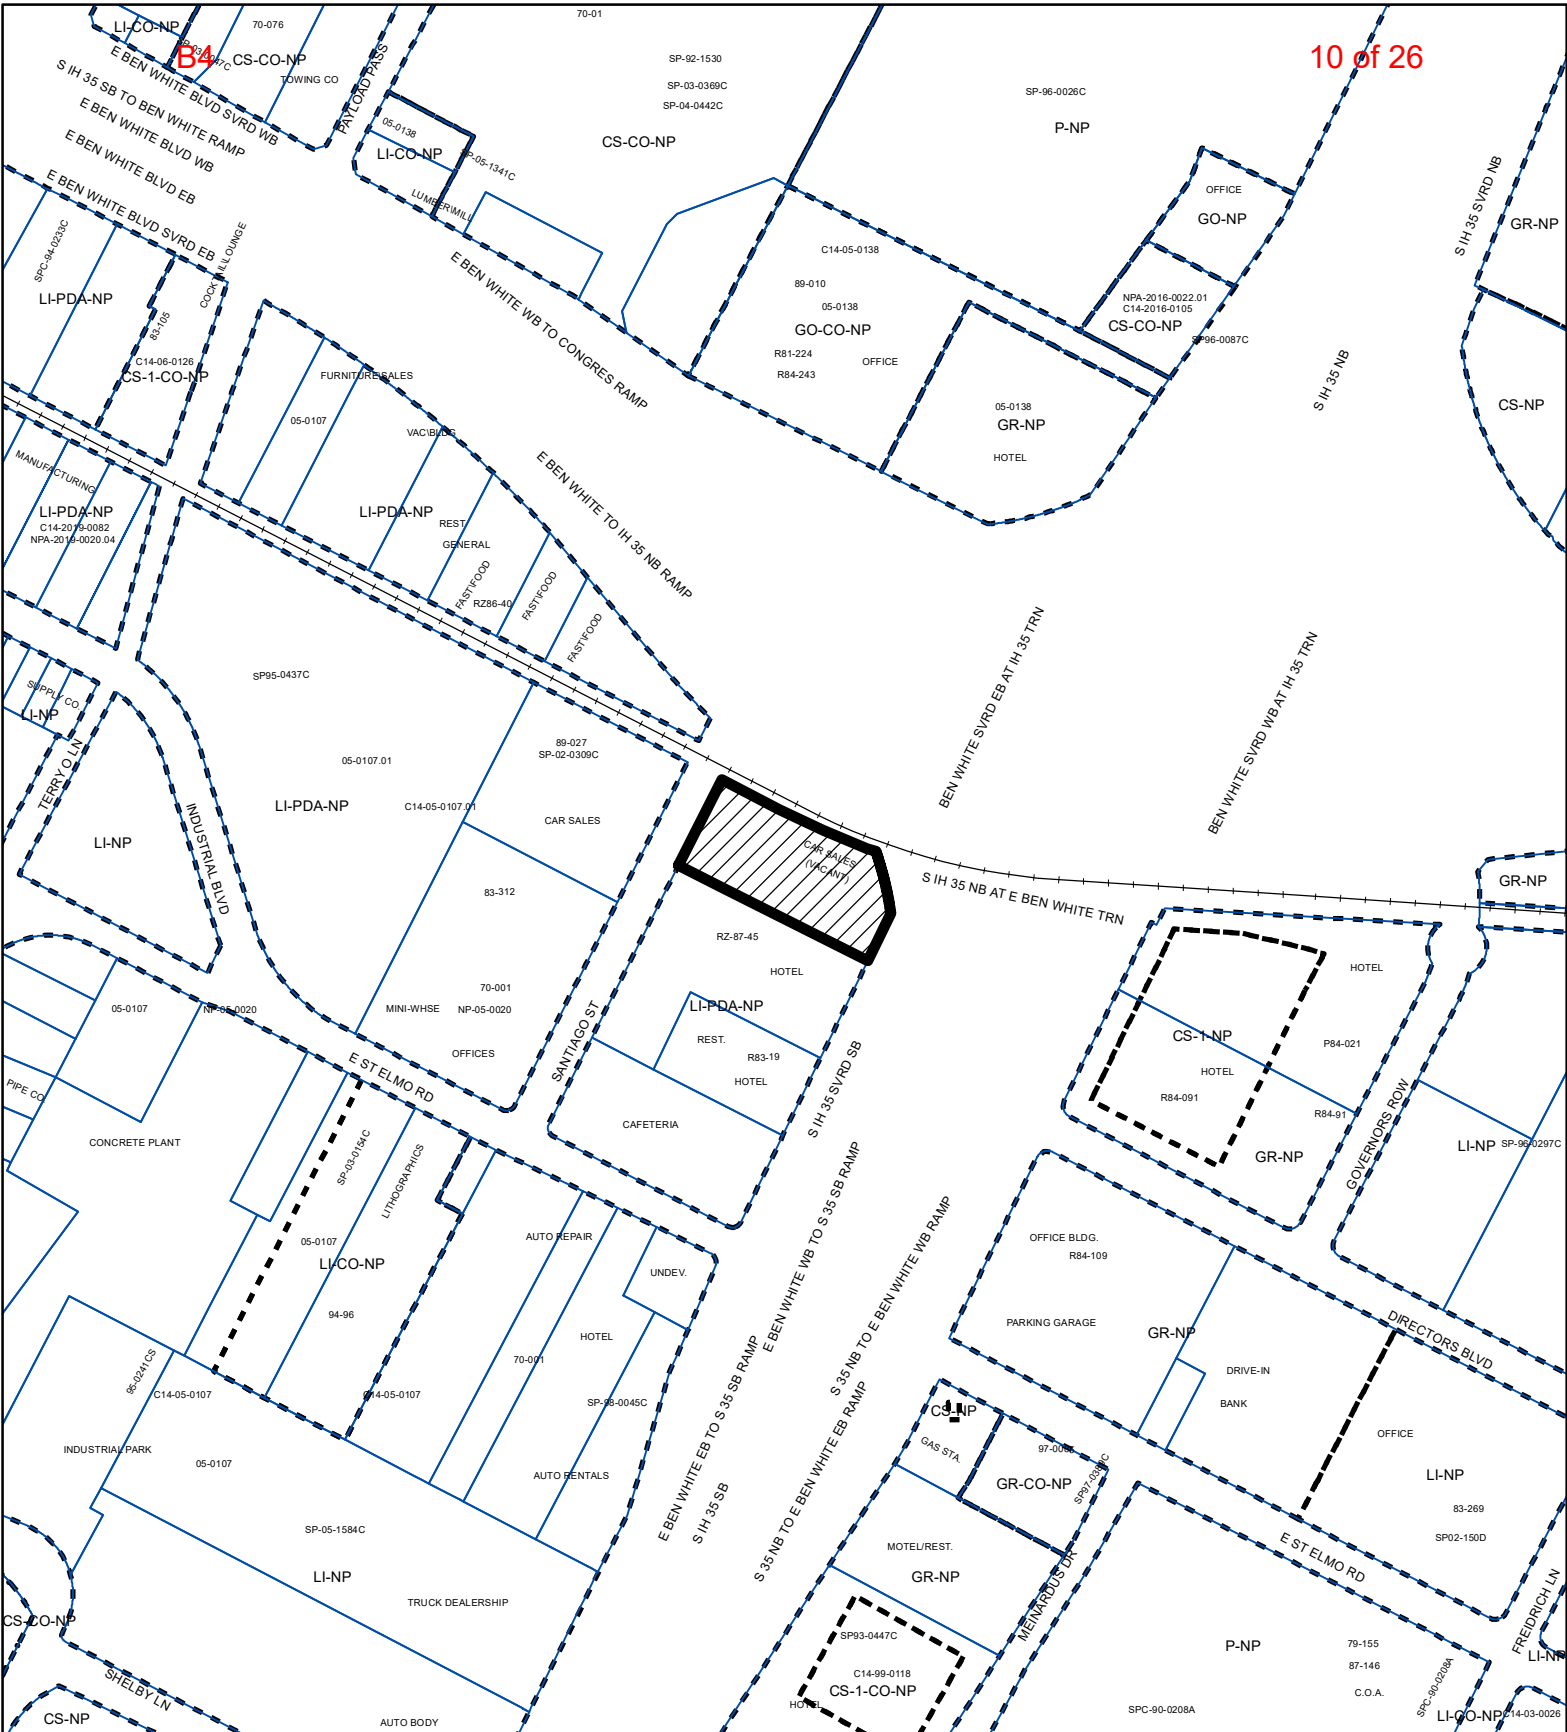 70-01
LI-CO-NP
70-076
B4
CS-CO-NP
TOWING CO
E BEN WHITE BLVD SVRD WB
S IH 35 SB TO BEN WHITE RAMP
E BEN WHITE BLVD WB
E BEN WHITE BLVD EB
E BEN WHITE BLVD SVRD EB
PAYLOAD PASS
10 of 26
SP-92-1530
SP-03-0369C
SP-04-0442C
CS-CO-NP
SP-96-0026C
P-NP
05-0138
LI-CO-NP
SP-05-1341C
LUMBER\MILL
OFFICE
GO-NP
S IH 35 SVRD NB
GR-NP
SPC-94-0233C
LI-PDA-NP
COCKTAIL\LOUNGE
83-105
C14-06-0126
CS-1-CO-NP
E BEN WHITE WB TO CONGRES RAMP
C14-05-0138
89-010
05-0138
GO-CO-NP
R81-224
R84-243
OFFICE
NPA-2016-0022.01
C14-2016-0105
CS-CO-NP
SP96-0087C
S IH 35 NB
CS-NP
05-0138
GR-NP
HOTEL
FURNITURE\SALES
05-0107
VAC\BLDG
LI-PDA-NP
REST
GENERAL
FAST\FOOD
RZ86-40
FAST\FOOD
FAST\FOOD
E BEN WHITE TO IH 35 NB RAMP
MANUFACTURING
LI-PDA-NP
C14-2019-0082
NPA-2019-0020.04
SUPPLY CO.
LI-NP
TERRY O LN
LI-NP
INDUSTRIAL BLVD
SP95-0437C
05-0107.01
LI-PDA-NP
C14-05-0107.01
89-027
SP-02-0309C
CAR SALES
83-312
BEN WHITE SVRD EB AT IH 35 TRN
BEN WHITE SVRD WB AT IH 35 TRN
CAR SALES
(VACANT)
S IH 35 NB AT E BEN WHITE TRN
GR-NP
RZ-87-45
HOTEL
LI-PDA-NP
REST.
R83-19
HOTEL
CAFETERIA
SANTIAGO ST
S IH 35 SVRD SB
70-001
MINI-WHSE
NP-05-0020
OFFICES
05-0107
NP-05-0020
E ST ELMO RD
PIPE CO
CONCRETE PLANT
HOTEL
CS-1-NP
P84-021
HOTEL
R84-091
R84-91
GR-NP
GOVERNORS ROW
LI-NP
SP-96-0297C
SP-03-0154C
LITHOGRAPHICS
05-0107
LI-CO-NP
94-96
AUTO REPAIR
UNDEV.
HOTEL
70-001
SP-98-0045C
AUTO RENTALS
E BEN WHITE WB TO S 35 SB RAMP
E BEN WHITE EB TO S 35 SB RAMP
S IH 35 SB
S 35 NB TO E BEN WHITE WB RAMP
S 35 NB TO E BEN WHITE EB RAMP
OFFICE BLDG.
R84-109
PARKING GARAGE
GR-NP
DRIVE-IN
BANK
DIRECTORS BLVD
OFFICE
LI-NP
83-269
SP02-150D
95-0241CS
C14-05-0107
C14-05-0107
INDUSTRIAL PARK
05-0107
SP-05-1584C
LI-NP
TRUCK DEALERSHIP
CS-NP
GAS STA.
GR-CO-NP
MOTEL/REST.
GR-NP
MEINARDUS DR
E ST ELMO RD
FREIDRICH LN
CS-CO-NP
SHELBY LN
CS-NP
AUTO BODY
SP93-0447C
C14-99-0118
CS-1-CO-NP
HOTEL
P-NP
79-155
87-146
C.O.A.
SPC-90-0208A
SPC-90-0208A
LI-NP
LI-CO-NP
C14-03-0026